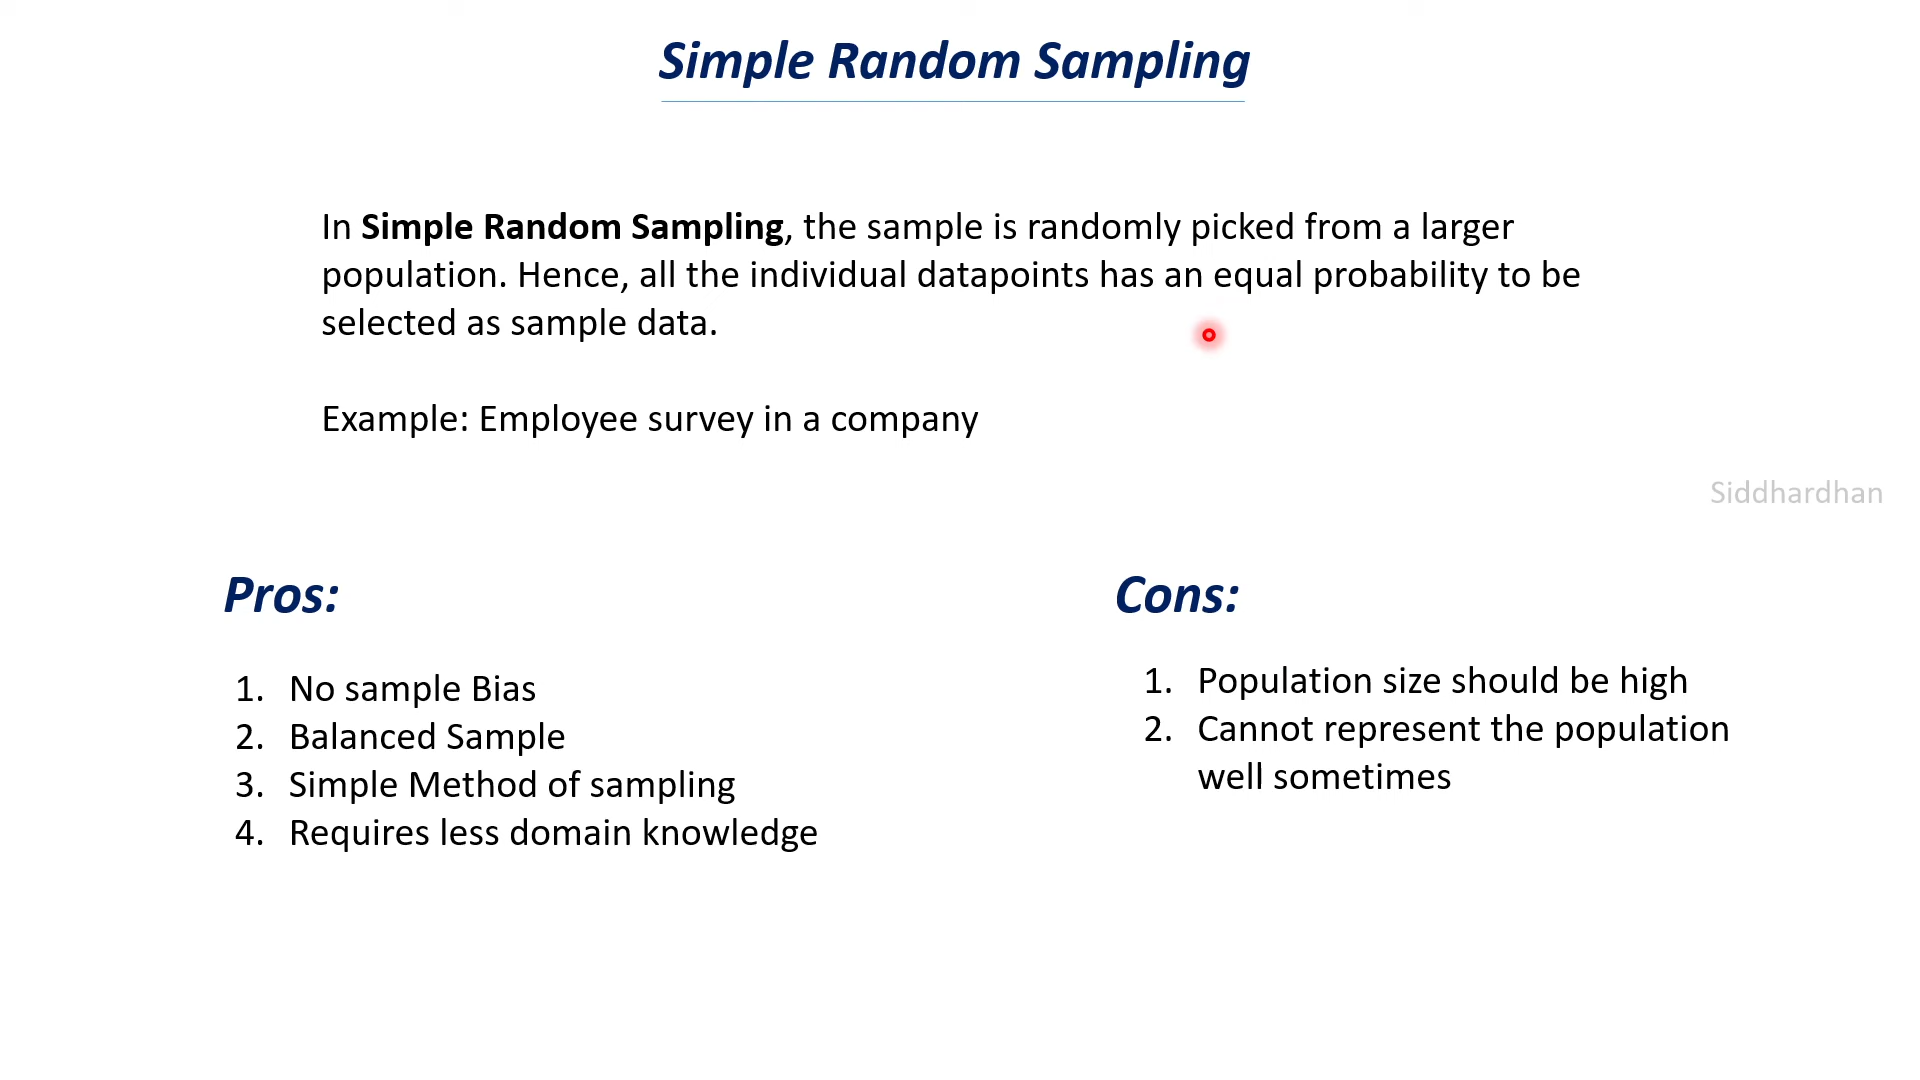 Simple Random Sampling
In Simple Random Sampling, the sample is randomly picked from a larger
population. Hence, all the individual datapoints has an equal probability to be
selected as sample data.
Example: Employee survey in a company
Siddhardhan
Pros:
1. No sample Bias
2. Balanced Sample
3. Simple Method of sampling
4. Requires less domain knowledge
Cons:
1. Population size should be high
2. Cannot represent the population
well sometimes